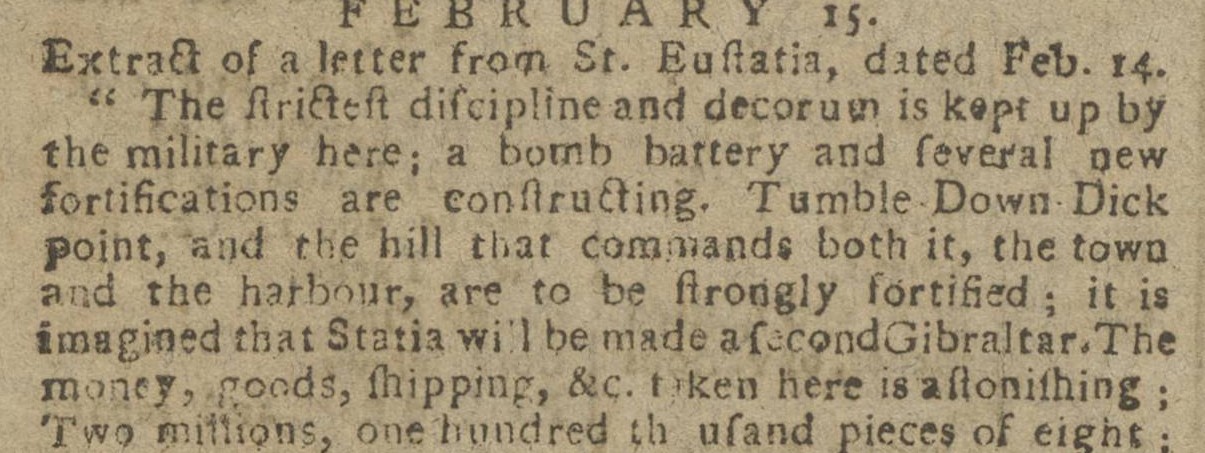 FEBRUARY 15.
Extract of a letter from St. Euſtatia, dated Feb. 14.
“ The ſtricteſt diſcipline and decorum is kept up by
the military here; a bomb battery and ſeveral new
fortifications are conſtructing. Tumble-Down-Dick
point, and the hill that commands both it, the town
and the harbour, are to be ſtrongly fortified ; it is
imagined that Statia will be made a ſecond Gibraltar. The
money, goods, ſhipping, &c. taken here is aſtoniſhing ;
Two millions, one hundred th uſand pieces of eight ;